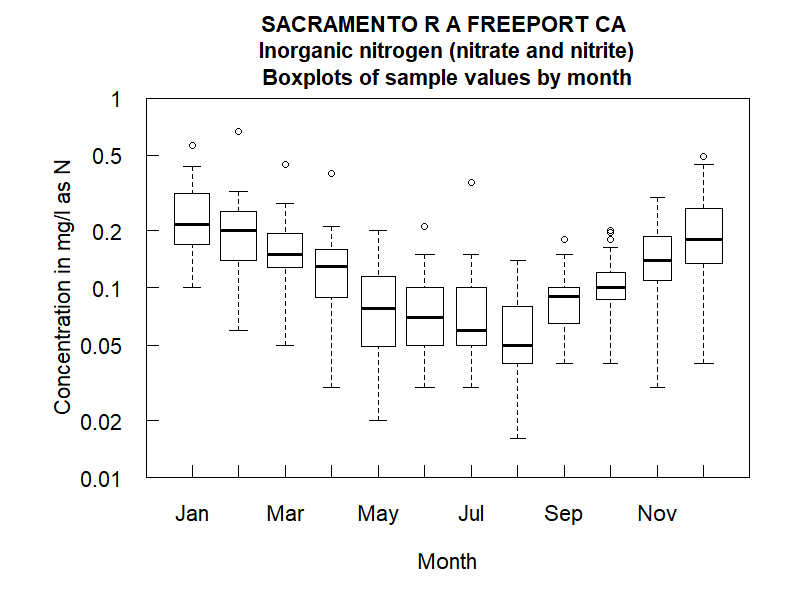 SACRAMENTO R A FREEPORT CA
Inorganic nitrogen (nitrate and nitrite)
Boxplots of sample values by month
Concentration in mg/l as N
1
0.5
0.2
0.1
0.05
0.02
0.01
Jan Mar May Jul Sep Nov
Month